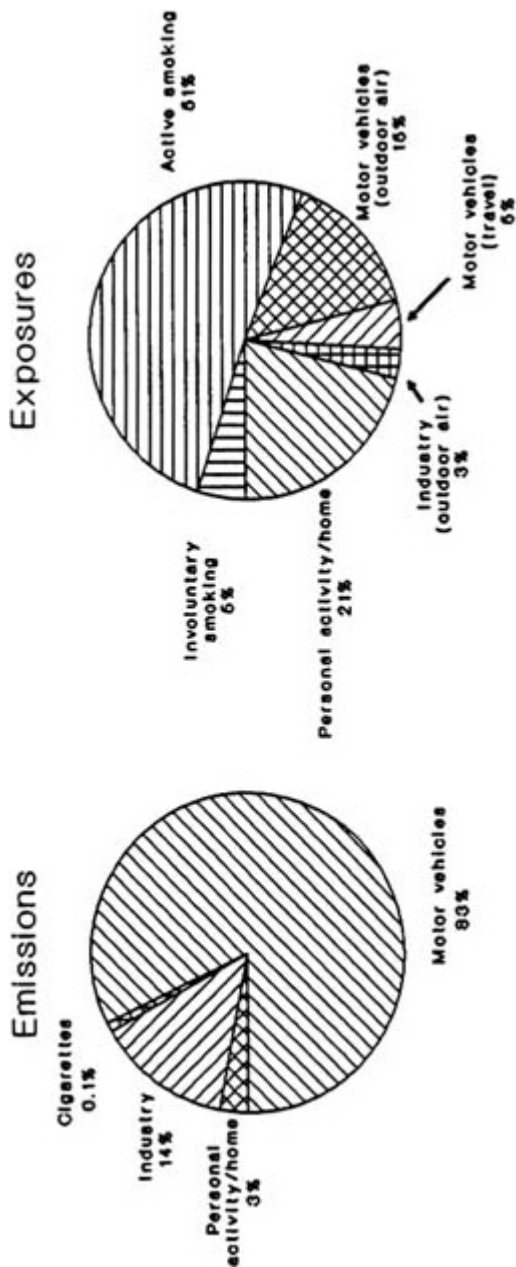 Emissions
Cigarettes
0.1%
Industry
14%
Personal
activity/home
3%
Motor vehicles
83%
Exposures
Active smoking
51%
Involuntary
smoking
5%
Personal activity/home
21%
Industry
(outdoor air)
3%
Motor vehicles
(travel)
5%
Motor vehicles
(outdoor air)
15%